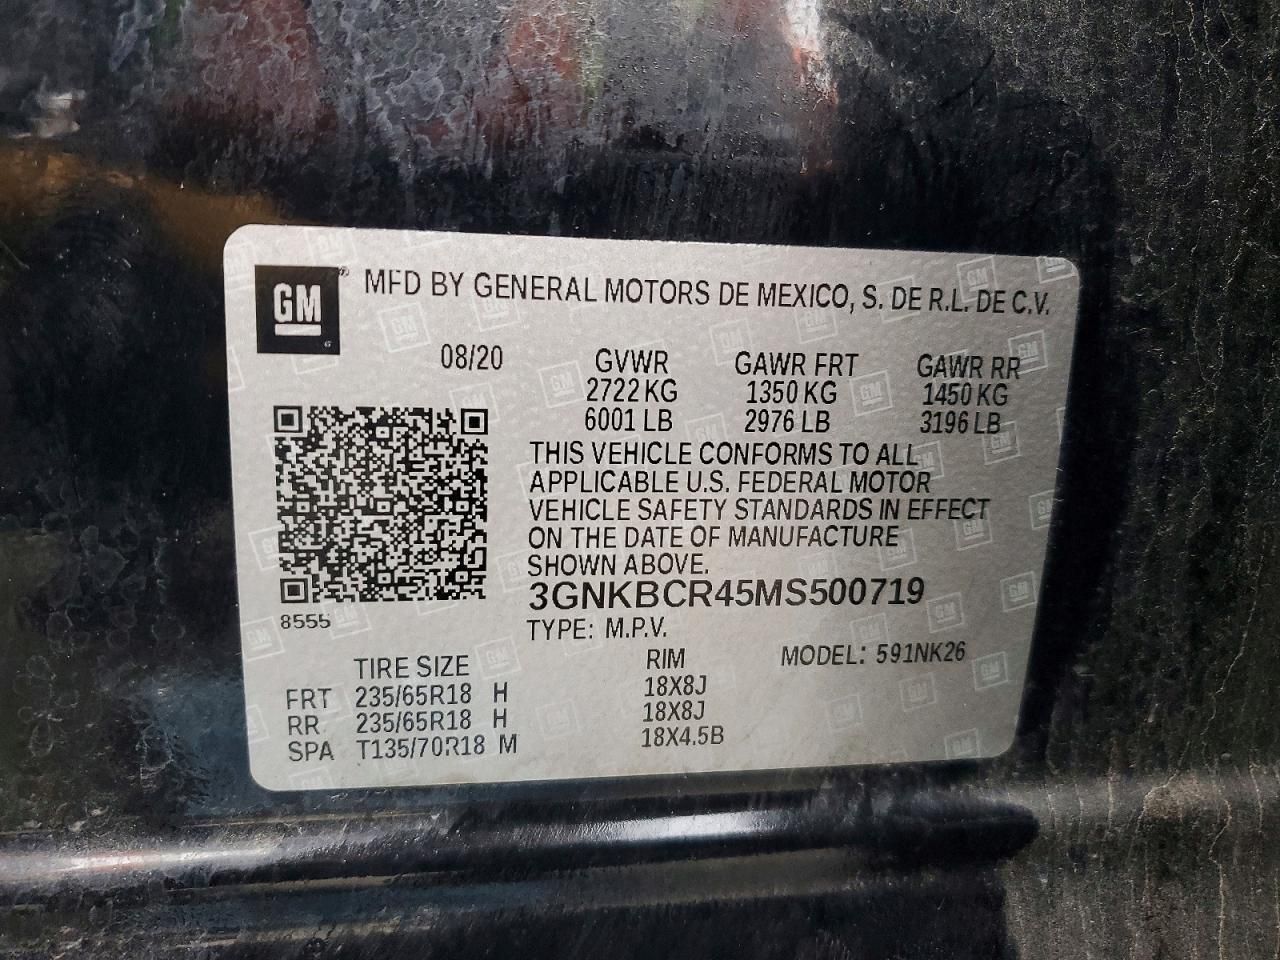 GM
MFD BY GENERAL MOTORS DE MEXICO, S. DE R.L. DE C.V.
08/20 GVWR GAWR FRT GAWR RR
2722 KG 1350 KG 1450 KG
6001 LB 2976 LB 3196 LB
THIS VEHICLE CONFORMS TO ALL
APPLICABLE U.S. FEDERAL MOTOR
VEHICLE SAFETY STANDARDS IN EFFECT
ON THE DATE OF MANUFACTURE
SHOWN ABOVE.
3GNKBCR45MS500719
8555
TYPE: M.P.V. MODEL: 591NK26
TIRE SIZE RIM
FRT 235/65R18 H 18X8J
RR 235/65R18 H 18X8J
SPA T135/70R18 M 18X4.5B